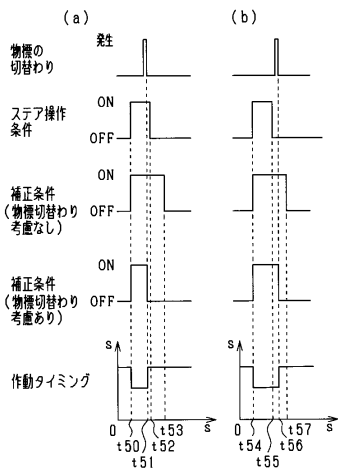 (a)
(b)
物標の
切替わり
発生
ステア操作
条件
ON
OFF
補正条件
(物標切替わり
考慮なし)
ON
OFF
補正条件
(物標切替わり
考慮あり)
ON
OFF
作動タイミング
S
S
0
t53
S
0
t57
S
t50
t52
t54
t56
t51
t55